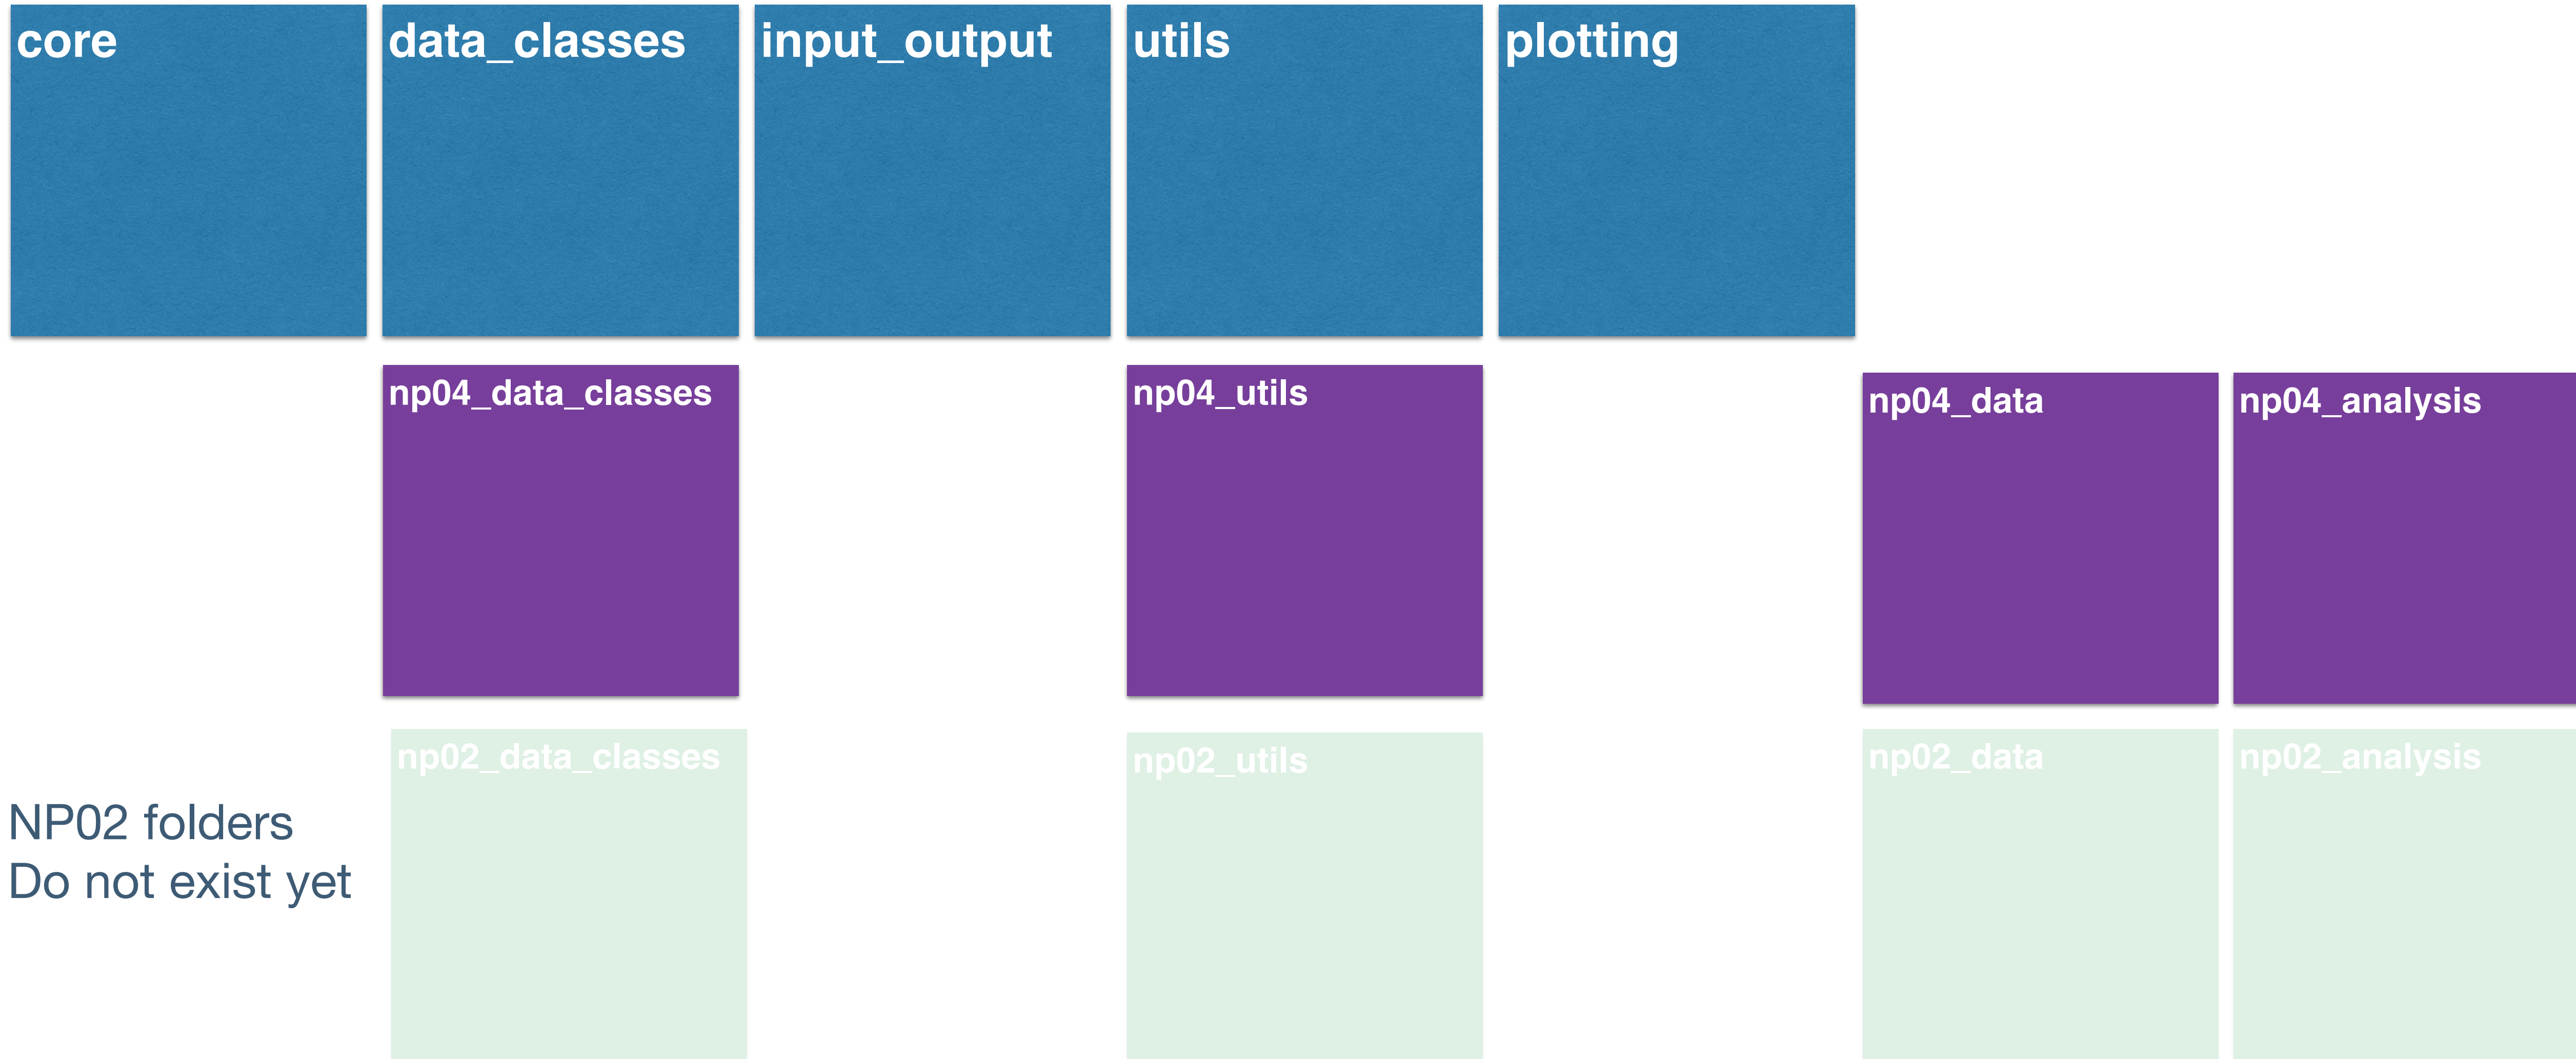 core
data_classes
input_output
utils
plotting
np04_data_classes
np04_utils
np04_data
np04_analysis
np02_data_classes
np02_utils
np02_data
np02_analysis
NP02 folders
Do not exist yet